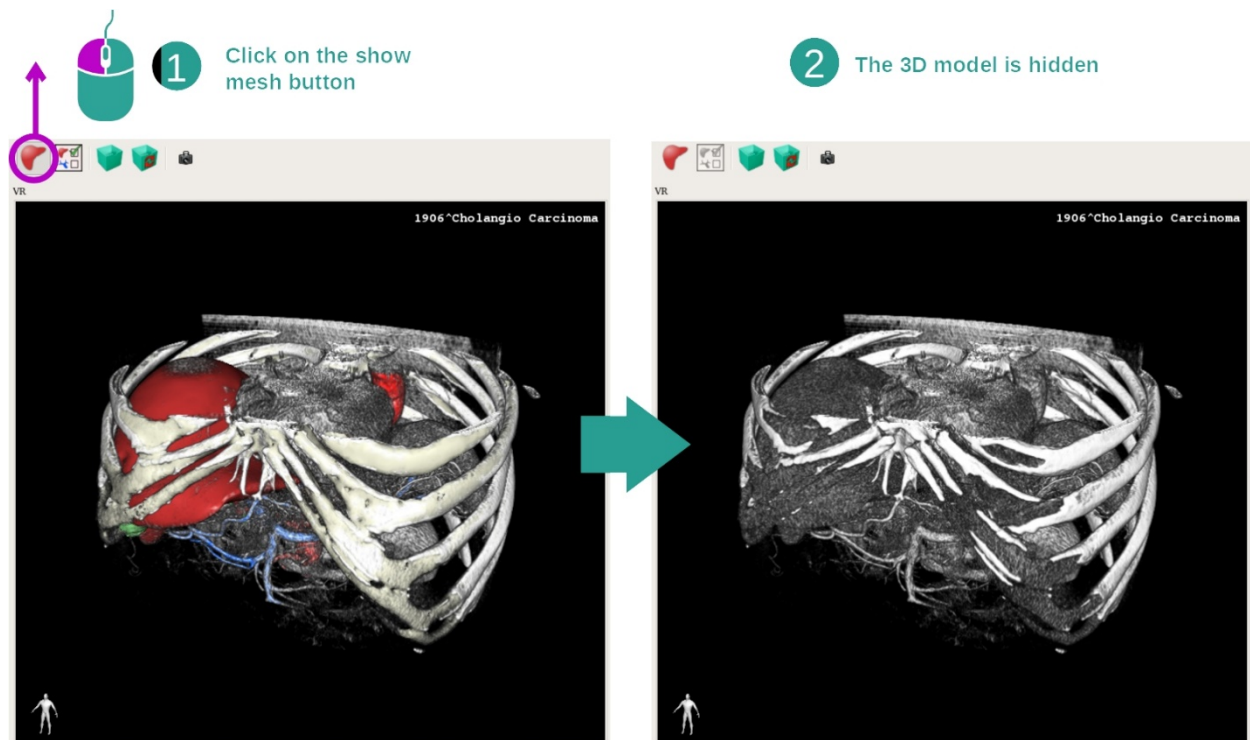 1
Click on the show
mesh button
2
The 3D model is hidden
VR
1906^Cholangio Carcinoma
VR
1906^Cholangio Carcinoma